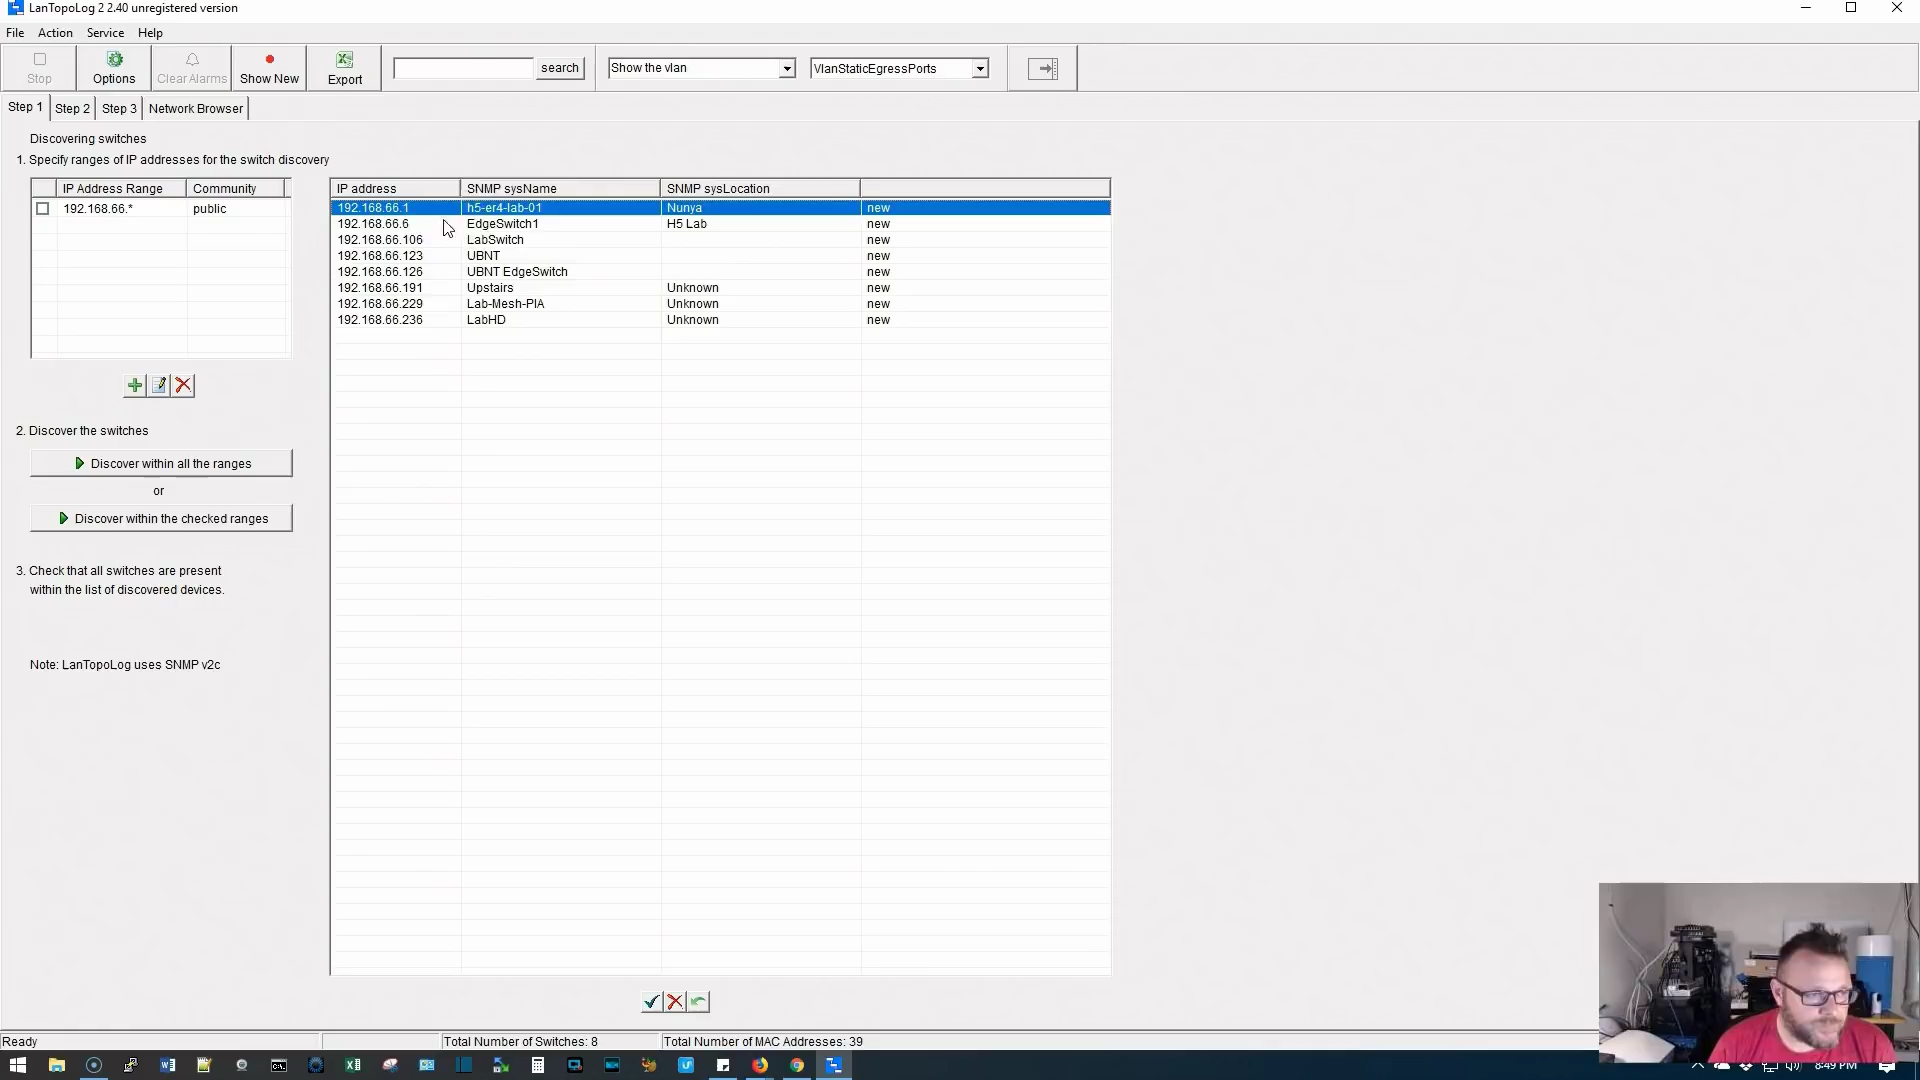 LanTopoLog 2 2.40 unregistered version
File Action Service Help
Stop Options Clear Alarms Show New Export search Show the vlan VlanStaticEgressPorts
Step 1 Step 2 Step 3 Network Browser
Discovering switches
1. Specify ranges of IP addresses for the switch discovery
IP Address Range Community
192.168.66.* public
IP address SNMP sysName SNMP sysLocation
192.168.66.1 h5-er4-lab-01 Nunya new
192.168.66.6 EdgeSwitch1 H5 Lab new
192.168.66.106 LabSwitch new
192.168.66.123 UBNT new
192.168.66.126 UBNT EdgeSwitch new
192.168.66.191 Upstairs Unknown new
192.168.66.229 Lab-Mesh-PIA Unknown new
192.168.66.236 LabHD Unknown new
2. Discover the switches
Discover within all the ranges
or
Discover within the checked ranges
3. Check that all switches are present
within the list of discovered devices.
Note: LanTopoLog uses SNMP v2c
Ready Total Number of Switches: 8 Total Number of MAC Addresses: 39
8:49 PM